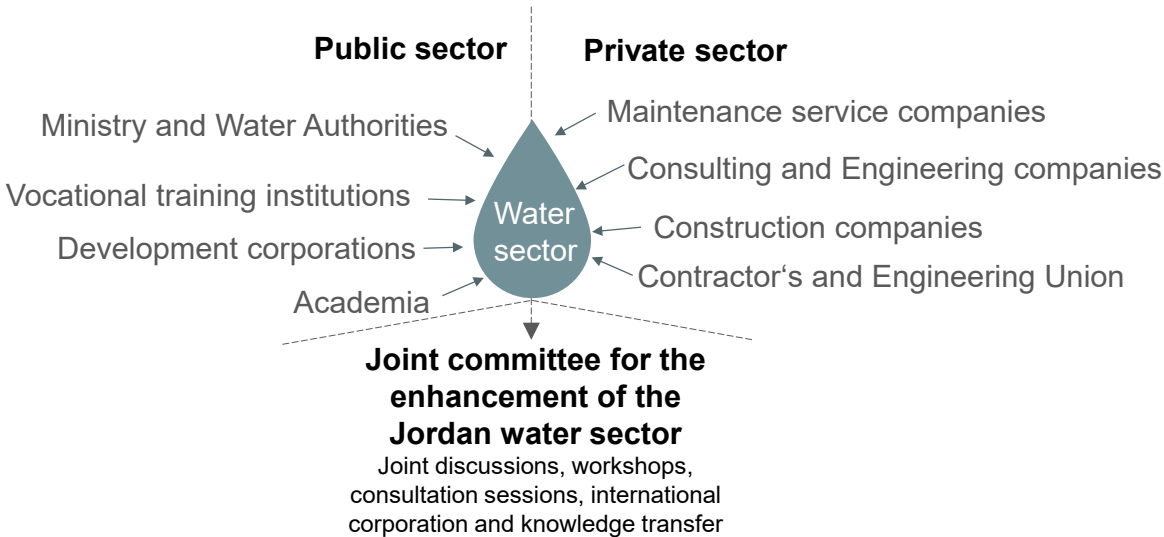 Public sector
Private sector
Ministry and Water Authorities
Vocational training institutions
Development corporations
Academia
Water
sector
Maintenance service companies
Consulting and Engineering companies
Construction companies
Contractor‘s and Engineering Union
Joint committee for the
enhancement of the
Jordan water sector
Joint discussions, workshops,
consultation sessions, international
corporation and knowledge transfer